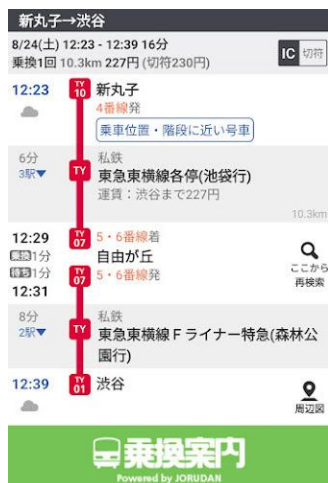 新丸子→渋谷
8/24(土) 12:23 - 12:39 16分
乗換1回 10.3km 227円 (切符230円)
IC 切符
12:23
TY
10
新丸子
4番線発
乗車位置・階段に近い号車
6分
3駅▼
TY
私鉄
東急東横線各停(池袋行)
運賃:渋谷まで227円
10.3km
12:29
乗換1分
待ち1分
12:31
TY
07
TY
07
5・6番線着
自由が丘
5・6番線発
ここから
再検索
8分
2駅▼
TY
私鉄
東急東横線Fライナー特急(森林公
園行)
12:39
TY
01
渋谷
周辺図
乗換案内
Powered by JORUDAN